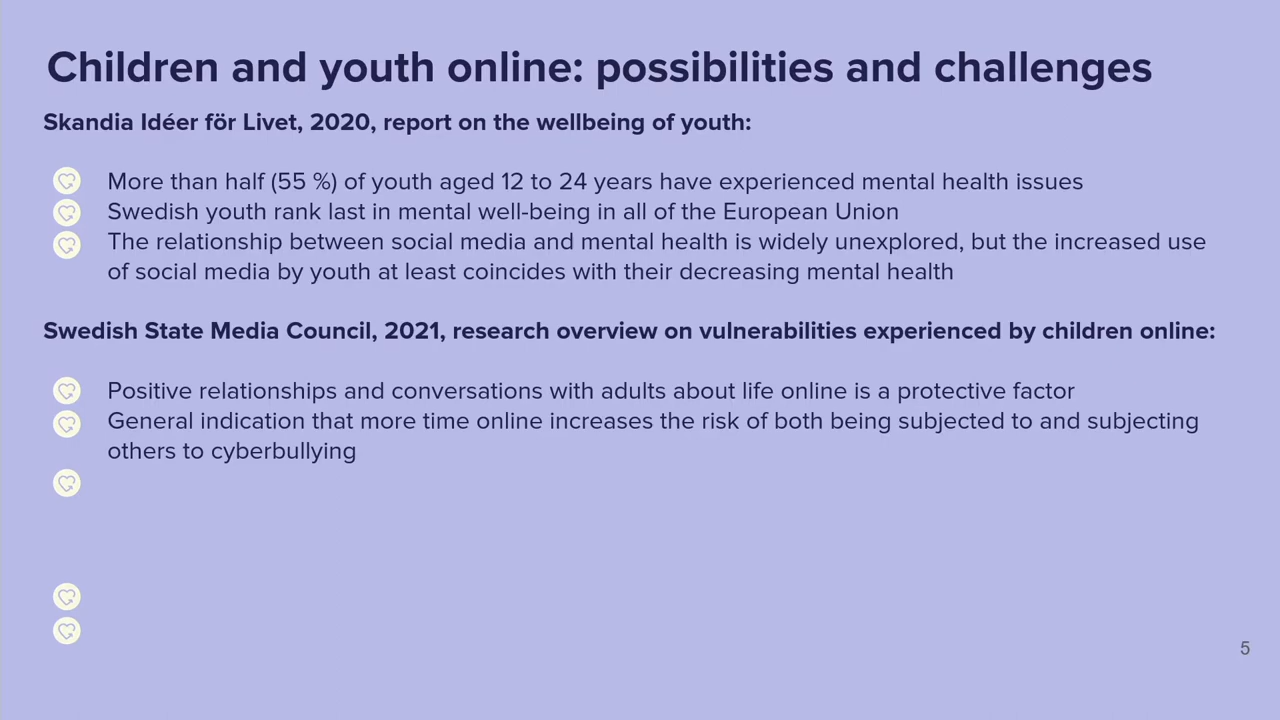 Children and youth online: possibilities and challenges
Skandia Idéer för Livet, 2020, report on the wellbeing of youth:
More than half (55 %) of youth aged 12 to 24 years have experienced mental health issues
Swedish youth rank last in mental well-being in all of the European Union
The relationship between social media and mental health is widely unexplored, but the increased use
of social media by youth at least coincides with their decreasing mental health
Swedish State Media Council, 2021, research overview on vulnerabilities experienced by children online:
Positive relationships and conversations with adults about life online is a protective factor
General indication that more time online increases the risk of both being subjected to and subjecting
others to cyberbullying
5